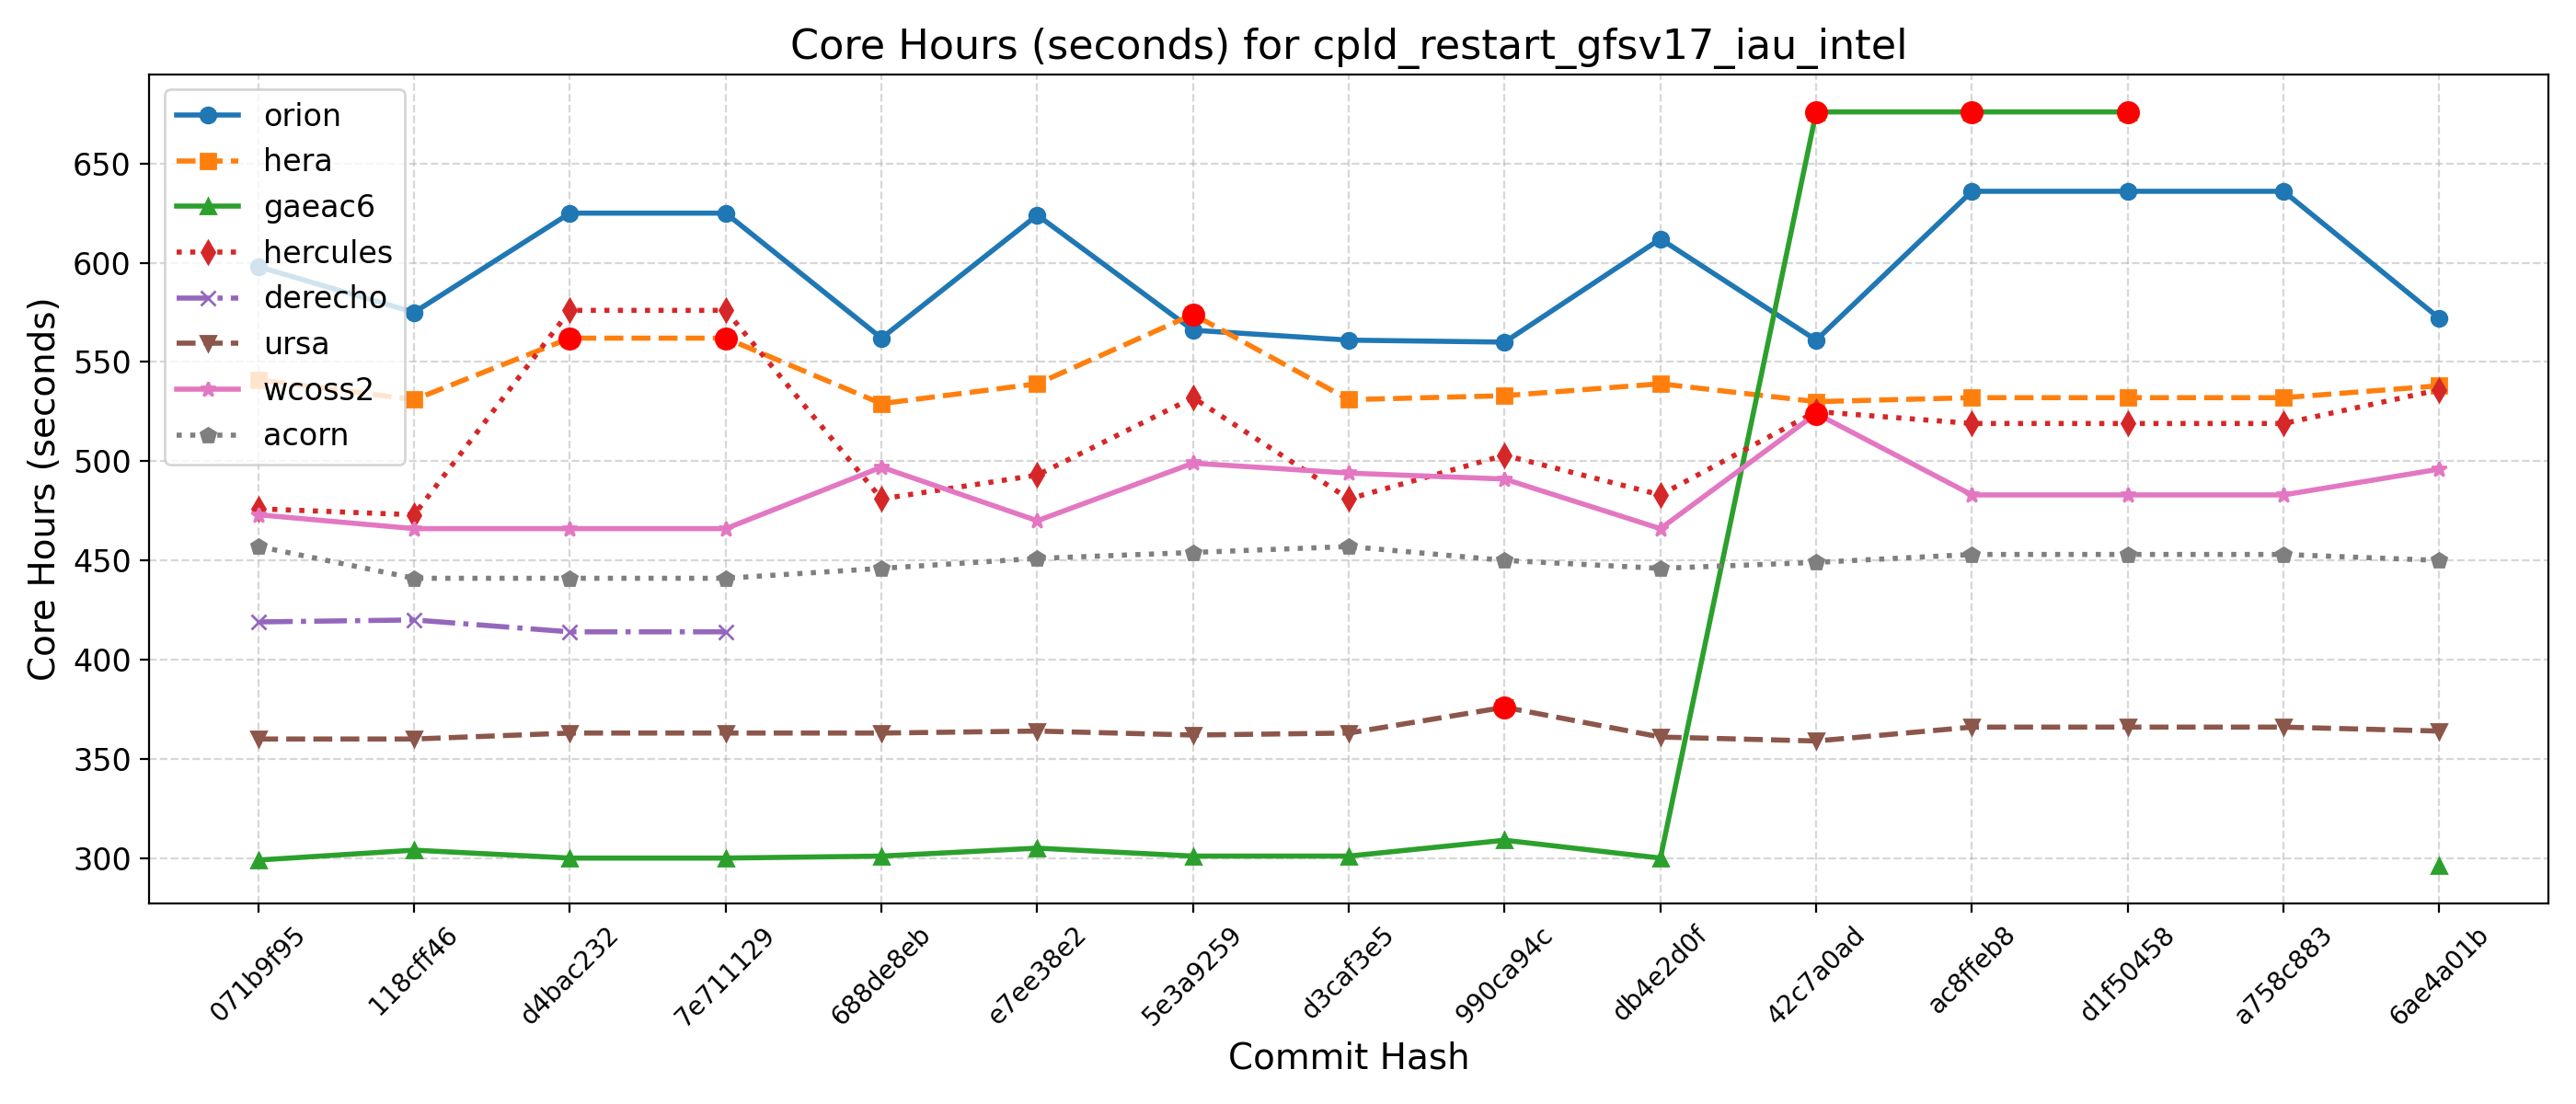 Core Hours (seconds) for cpld_restart_gfsv17_iau_intel
orion
hera
gaeac6
hercules
derecho
ursa
wcoss2
acorn
Core Hours (seconds)
650
600
550
500
450
400
350
300
071b9f95
118cff46
d4bac232
7e711129
688de8eb
e7ee38e2
5e3a9259
d3caf3e5
990ca94c
db4e2d0f
42c7a0ad
ac8ffeb8
d1f50458
a758c883
6ae4a01b
Commit Hash